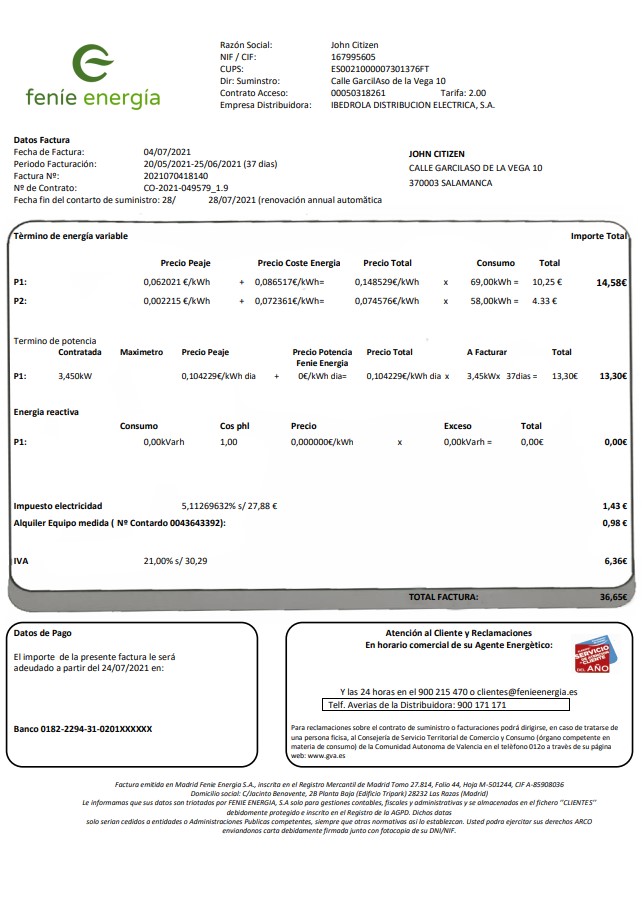 fenie energía
Razón Social: John Citizen
NIF / CIF: 167995605
CUPS: ES0021000007301376FT
Dir: Suminstro: Calle GarcilAso de la Vega 10
Contrato Acceso: 00050318261 Tarifa: 2.00
Empresa Distribuidora: IBEDROLA DISTRIBUCION ELECTRICA, S.A.
Datos Factura
Fecha de Factura: 04/07/2021
Periodo Facturación: 20/05/2021-25/06/2021 (37 dias)
Factura Nº: 2021070418140
Nº de Contrato: CO-2021-049579_1.9
Fecha fin del contarto de suministro: 28/ 28/07/2021 (renovación annual automãtica
JOHN CITIZEN
CALLE GARCILASO DE LA VEGA 10
370003 SALAMANCA
Tèrmino de energía variable Importe Total
Precio Peaje Precio Coste Energia Precio Total Consumo Total
P1: 0,062021 €/kWh + 0,086517€/kWh= 0,148529€/kWh x 69,00kWh = 10,25 € 14,58€
P2: 0,002215 €/kWh + 0,072361€/kWh= 0,074576€/kWh x 58,00kWh = 4.33 €
Termino de potencia
Contratada Maximetro Precio Peaje Precio Potencia Fenie Energia Precio Total A Facturar Total
P1: 3,450kW 0,104229€/kWh dia + 0€/kWh dia= 0,104229€/kWh dia x 3,45kWx 37dias = 13,30€ 13,30€
Energia reactiva
Consumo Cos phl Precio Exceso Total
P1: 0,00kVarh 1,00 0,000000€/kWh x 0,00kWarh = 0,00€ 0,00€
Impuesto electricidad 5,11269632% s/ 27,88 € 1,43 €
Alquiler Equipo medida ( Nº Contardo 0043643392): 0,98 €
IVA 21,00% s/ 30,29 6,36€
TOTAL FACTURA: 36,65€
Datos de Pago
El importe de la presente factura le serà
adeudado a partir del 24/07/2021 en:
Banco 0182-2294-31-0201XXXXXX
Atención al Cliente y Reclamaciones
En horario comercial de su Agente Energètico:
SERVICIO
CLIENTE
DEL AÑO
Y las 24 horas en el 900 215 470 o clientes@fenieenergia.es
Telf. Averias de la Distribuidora: 900 171 171
Para reclamaciones sobre el contrato de suministro o facturaciones podrà dirigirse, en caso de tratarse de
una persona ficisa, al Consejería de Servicio Territorial de Comercio y Consumo (órgano competente en
materia de consumo) de la Comunidad Autonoma de Valencia en el telèfono 012o a travès de su pàgina
web: www.gva.es
Factura emitida en Madrid Fenie Energia S.A., inscrita en el Registro Mercantil de Madrid Tomo 27.814, Folio 44, Hoja M-501244, CIF A-85908036
Domicilio social: C/Jacinto Benavente, 2B Planta Baja (Edificio Tripark) 28232 Las Razas (Madrid)
Le informamos que sus datos son triotados por FENIE ENERGIA, S.A solo para gestiones contables, fiscales y administrativas y se almacenados en el fichero "CLIENTES"
debidomente protegido e inscrito en el Registro de la AGPD. Dichos datos
solo serian cedidos a entidades o Administraciones Publicas competentes, siempre que otras normativas así lo establezcan. Usted podra ejercitar sus derechos ARCO
enviondonos carta debidamente firmada junto con fotocopia de su DNI/NIF.